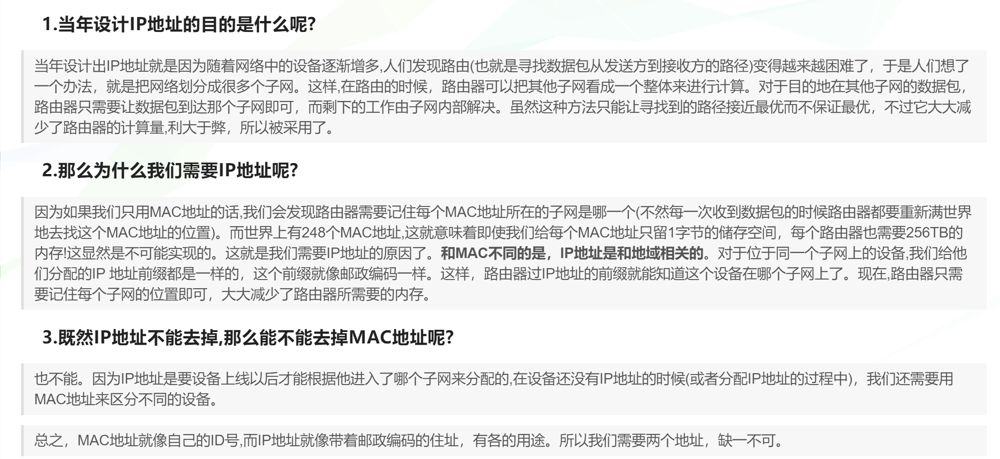 1.当年设计IP地址的目的是什么呢?
当年设计出IP地址就是因为随着网络中的设备逐渐增多,人们发现路由(也就是寻找数据包从发送方到接收方的路径)变得越来越困难了，于是人们想了
一个办法，就是把网络划分成很多个子网。这样,在路由的时候，路由器可以把其他子网看成一个整体来进行计算。对于目的地在其他子网的数据包，
路由器只需要让数据包到达那个子网即可，而剩下的工作由子网内部解决。虽然这种方法只能让寻找到的路径接近最优而不保证最优，不过它大大减
少了路由器的计算量,利大于弊，所以被采用了。
2.那么为什么我们需要IP地址呢?
因为如果我们只用MAC地址的话,我们会发现路由器需要记住每个MAC地址所在的子网是哪一个(不然每一次收到数据包的时候路由器都要重新满世界
地去找这个MAC地址的位置)。而世界上有248个MAC地址,这就意味着即使我们给每个MAC地址只留1字节的储存空间，每个路由器也需要256TB的
内存!这显然是不可能实现的。这就是我们需要IP地址的原因了。和MAC不同的是，IP地址是和地域相关的。对于位于同一个子网上的设备,我们给他
们分配的IP 地址前缀都是一样的，这个前缀就像邮政编码一样。这样，路由器过IP地址的前缀就能知道这个设备在哪个子网上了。现在,路由器只需
要记住每个子网的位置即可，大大减少了路由器所需要的内存。
3.既然IP地址不能去掉,那么能不能去掉MAC地址呢?
也不能。因为IP地址是要设备上线以后才能根据他进入了哪个子网来分配的,在设备还没有IP地址的时候(或者分配IP地址的过程中)，我们还需要用
MAC地址来区分不同的设备。
总之，MAC地址就像自己的ID号,而IP地址就像带着邮政编码的住址，有各的用途。所以我们需要两个地址，缺一不可。